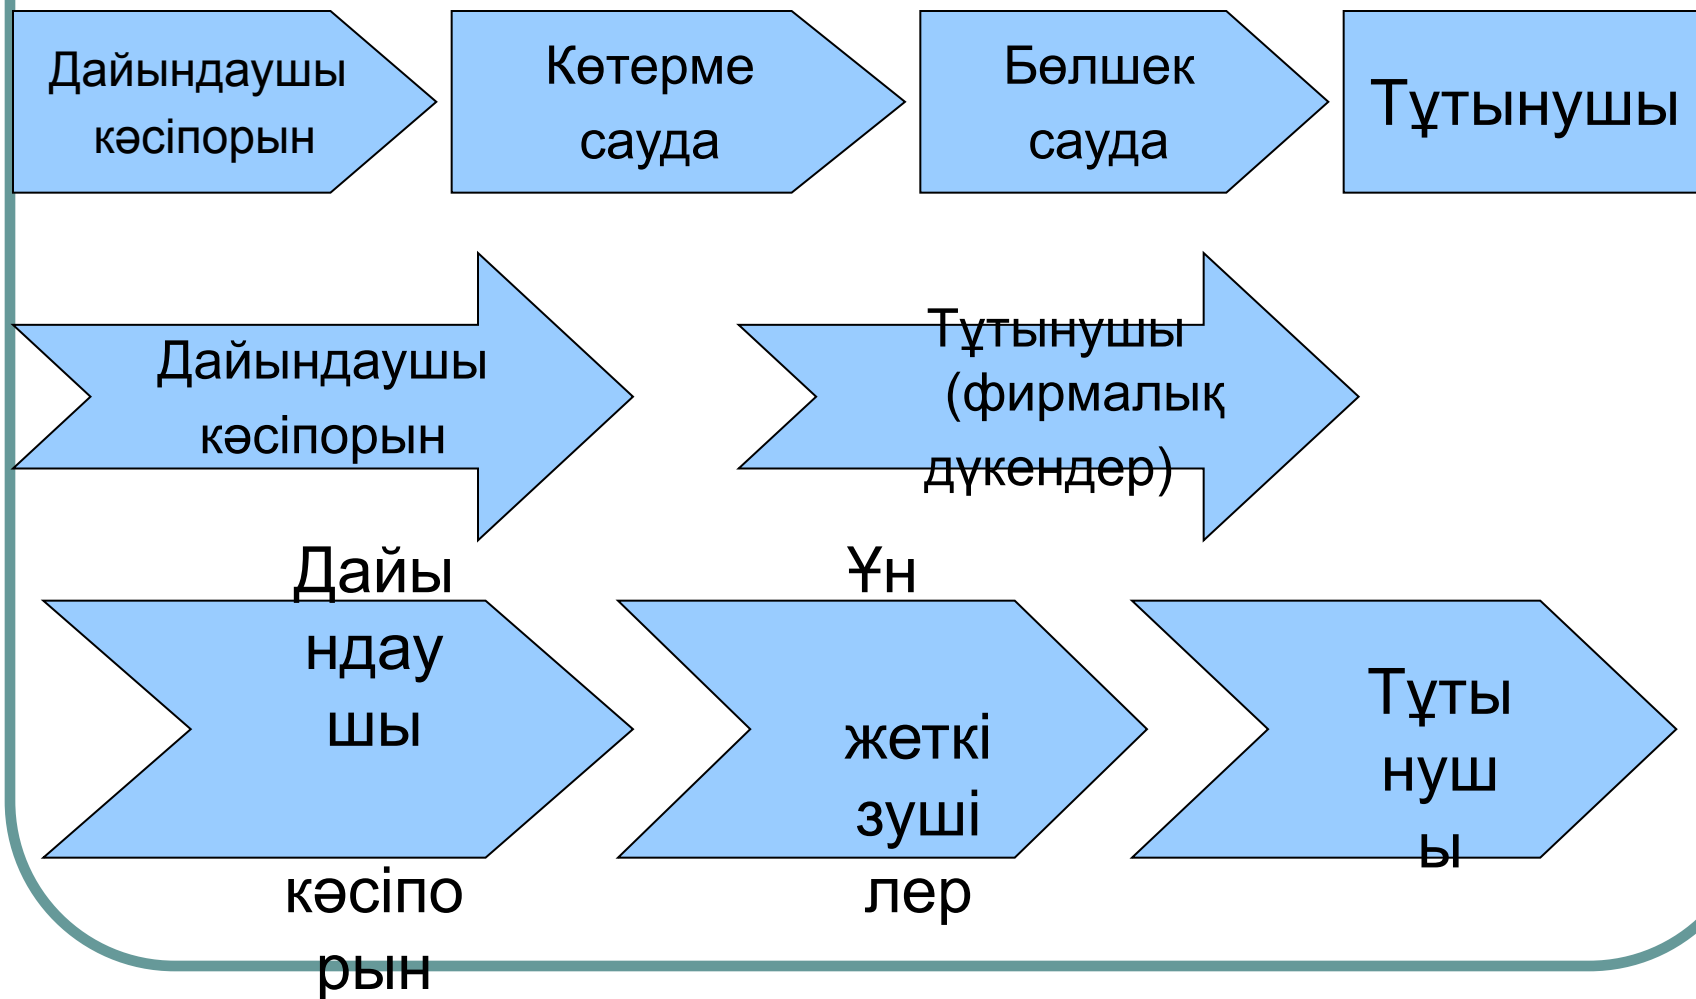 Дайындаушы
кәсіпорын
Көтерме
сауда
Бөлшек
сауда
Тұтынушы
Дайындаушы
кәсіпорын
Тұтынушы
(фирмалық
дүкендер)
Дайы
ндау
шы
кәсіпо
рын
Ұн
жеткі
зуші
лер
Тұты
нуш
ы